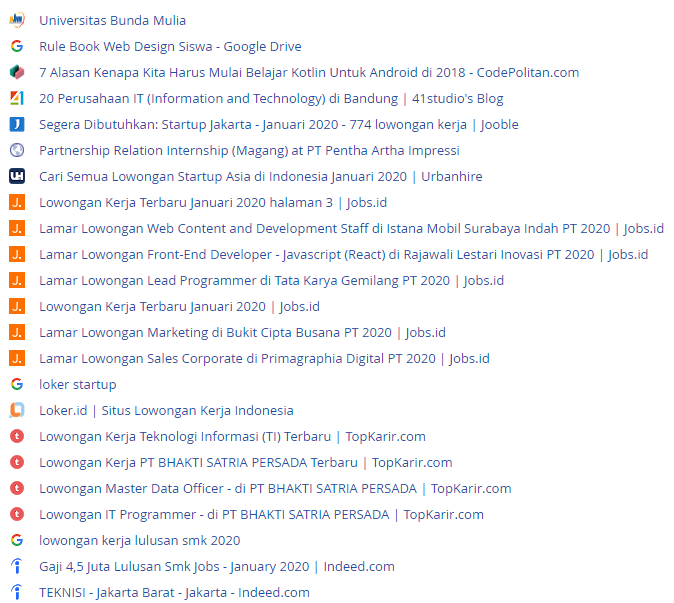 Universitas Bunda Mulia
Rule Book Web Design Siswa - Google Drive
7 Alasan Kenapa Kita Harus Mulai Belajar Kotlin Untuk Android di 2018 - CodePolitan.com
20 Perusahaan IT (Information and Technology) di Bandung | 41studio's Blog
Segera Dibutuhkan: Startup Jakarta - Januari 2020 - 774 lowongan kerja | Jooble
Partnership Relation Internship (Magang) at PT Pentha Artha Impressi
Cari Semua Lowongan Startup Asia di Indonesia Januari 2020 | Urbanhire
Lowongan Kerja Terbaru Januari 2020 halaman 3 | Jobs.id
Lamar Lowongan Web Content and Development Staff di Istana Mobil Surabaya Indah PT 2020 | Jobs.id
Lamar Lowongan Front-End Developer - Javascript (React) di Rajawali Lestari Inovasi PT 2020 | Jobs.id
Lamar Lowongan Lead Programmer di Tata Karya Gemilang PT 2020 | Jobs.id
Lowongan Kerja Terbaru Januari 2020 | Jobs.id
Lamar Lowongan Marketing di Bukit Cipta Busana PT 2020 | Jobs.id
Lamar Lowongan Sales Corporate di Primagraphia Digital PT 2020 | Jobs.id
loker startup
Loker.id | Situs Lowongan Kerja Indonesia
Lowongan Kerja Teknologi Informasi (TI) Terbaru | TopKarir.com
Lowongan Kerja PT BHAKTI SATRIA PERSADA Terbaru | TopKarir.com
Lowongan Master Data Officer - di PT BHAKTI SATRIA PERSADA | TopKarir.com
Lowongan IT Programmer - di PT BHAKTI SATRIA PERSADA | TopKarir.com
lowongan kerja lulusan smk 2020
Gaji 4,5 Juta Lulusan Smk Jobs - January 2020 | Indeed.com
TEKNISI - Jakarta Barat - Jakarta - Indeed.com